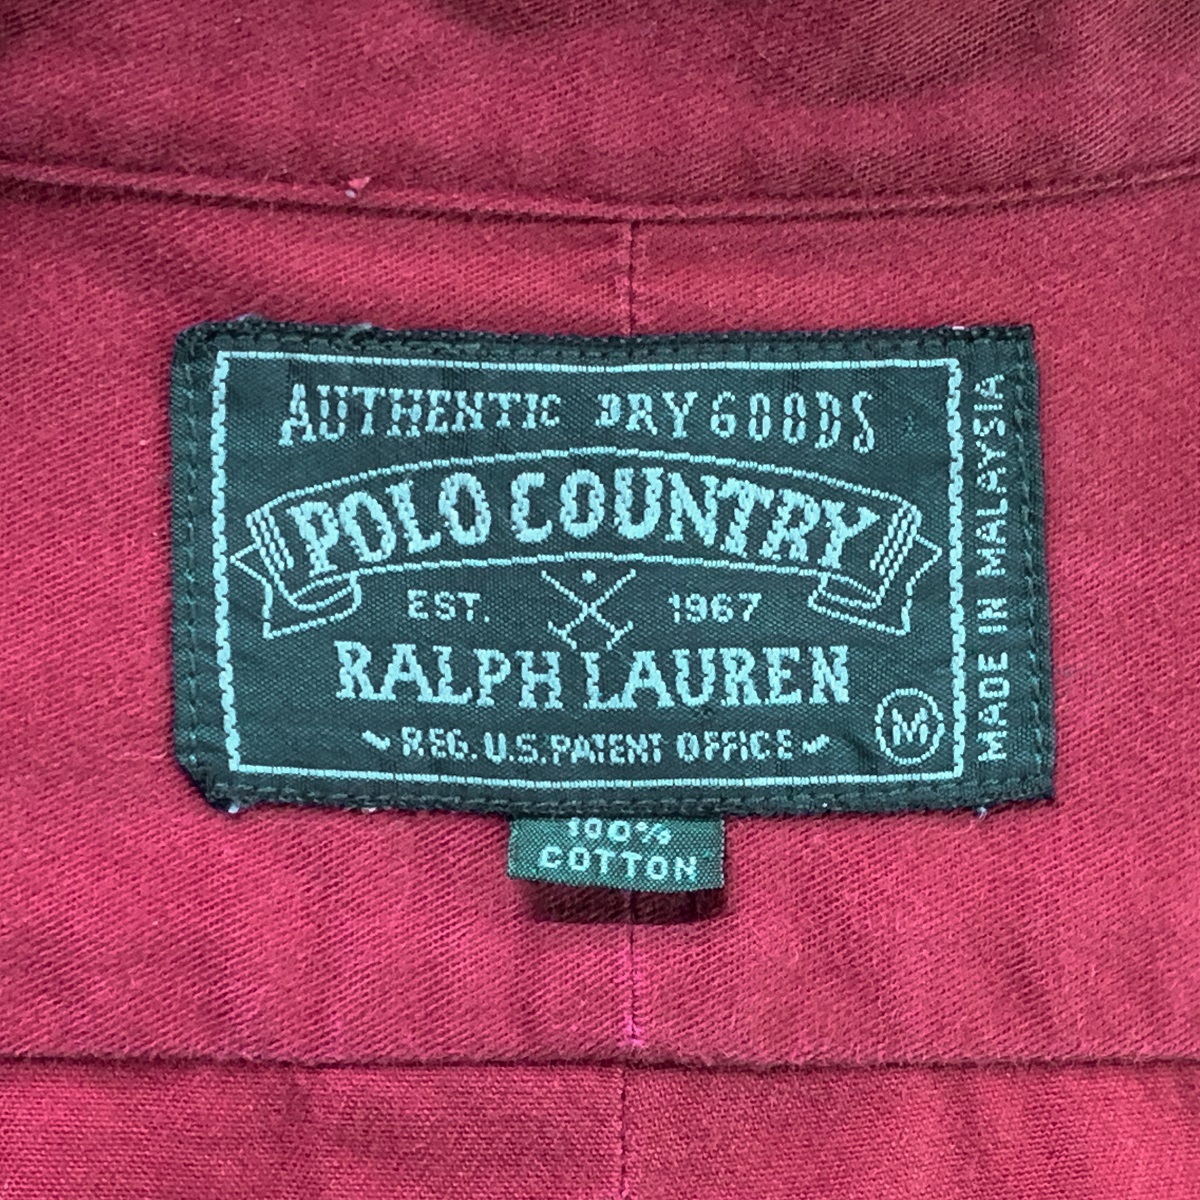 AUTHENTIC DRY GOODS
POLO COUNTRY
EST. 1967
RALPH LAUREN
REG. U.S. PATENT OFFICE
M
MADE IN MALAYSIA
100%
COTTON